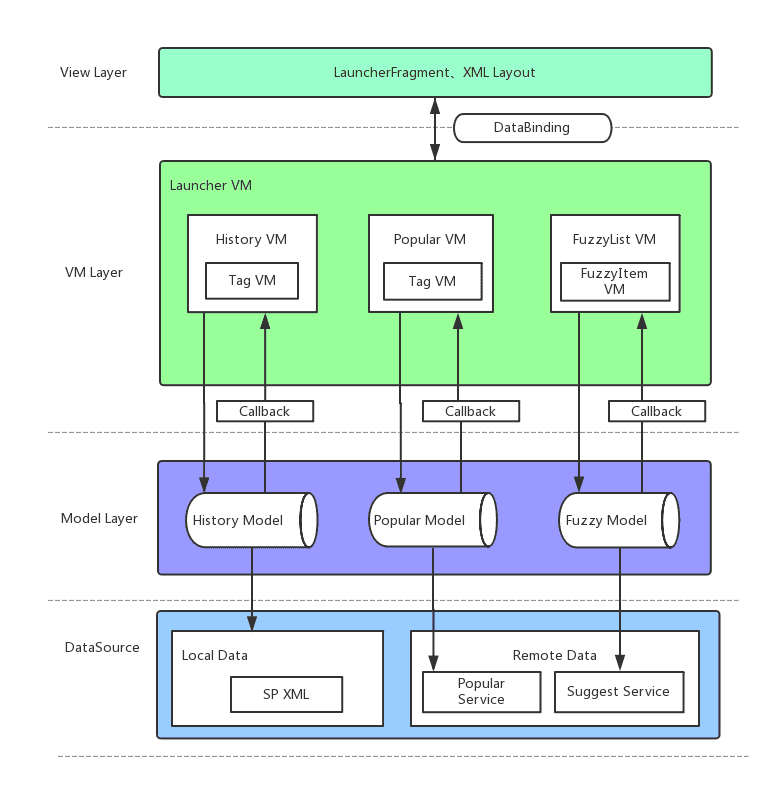 View Layer
LauncherFragment、XML Layout
DataBinding
Launcher VM
VM Layer
History VM
Tag VM
Popular VM
Tag VM
FuzzyList VM
FuzzyItem
VM
Callback
Callback
Callback
Model Layer
History Model
Popular Model
Fuzzy Model
DataSource
Local Data
SP XML
Remote Data
Popular
Service
Suggest Service